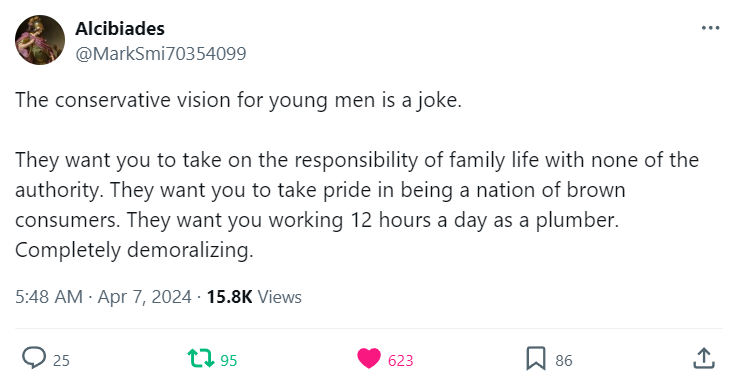 Alcibiades
@MarkSmi70354099
The conservative vision for young men is a joke.
They want you to take on the responsibility of family life with none of the
authority. They want you to take pride in being a nation of brown
consumers. They want you working 12 hours a day as a plumber.
Completely demoralizing.
5:48 AM · Apr 7, 2024 · 15.8K Views
25 95 623 86